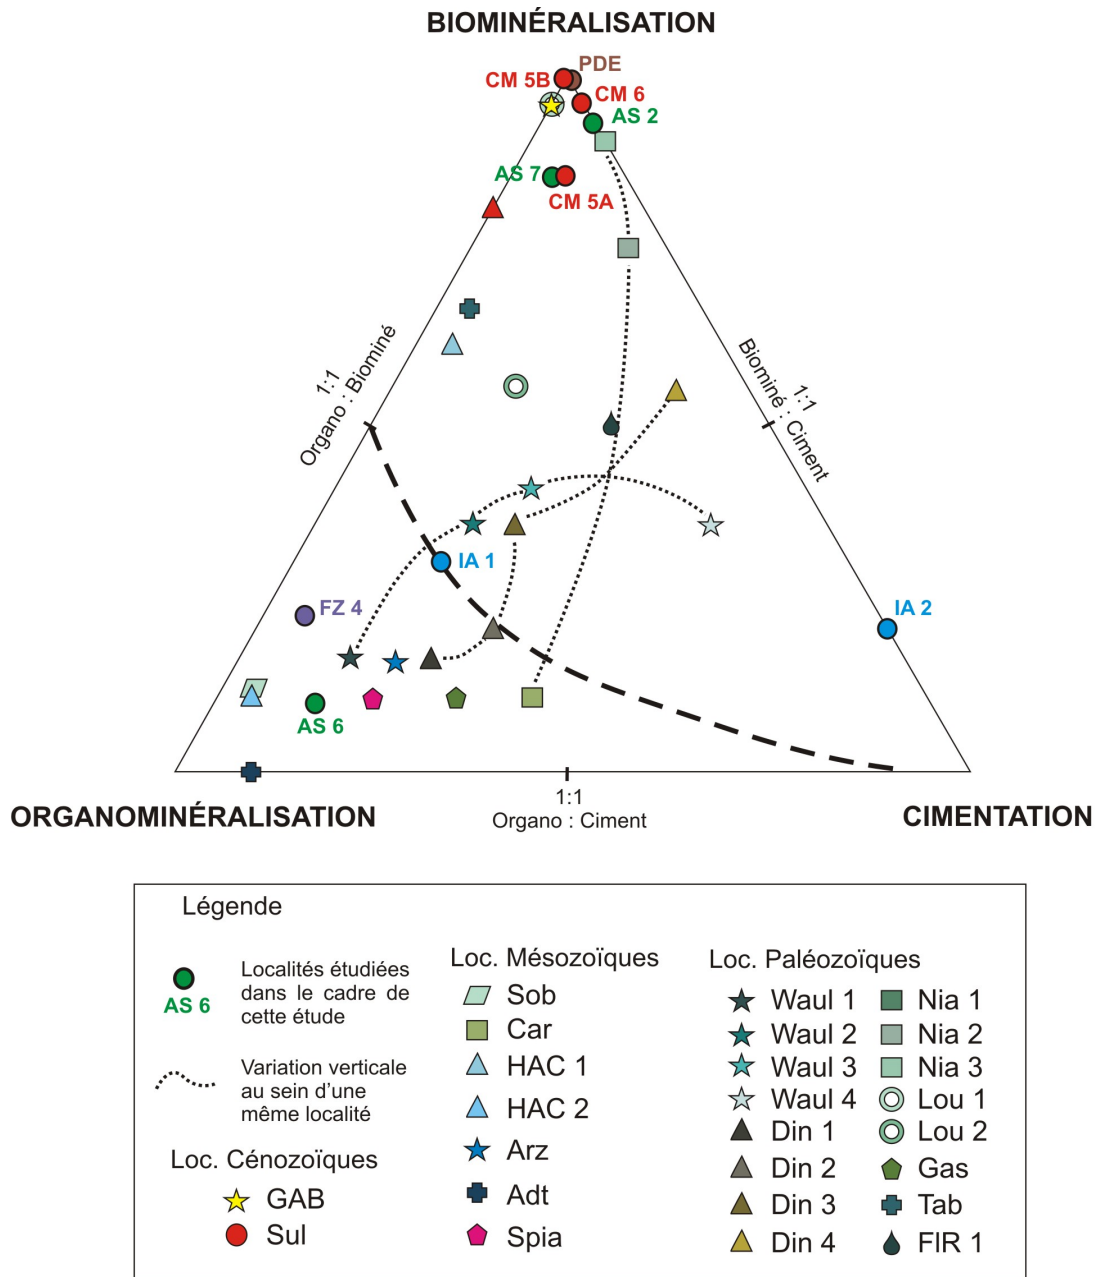 BIOMINÉRALISATION
PDE
CM 5B
CM 6
AS 2
AS 7
CM 5A
1:1
Organo : Biominé
1:1
Biominé : Ciment
IA 1
FZ 4
IA 2
AS 6
1:1
Organo : Ciment
ORGANOMINÉRALISATION
CIMENTATION
Légende
AS 6
Localités étudiées
dans le cadre de
cette étude
Variation verticale
au sein d'une
même localité
Loc. Cénozoïques
GAB
Sul
Loc. Mésozoïques
Sob
Car
HAC 1
HAC 2
Arz
Adt
Spia
Loc. Paléozoïques
Waul 1
Waul 2
Waul 3
Waul 4
Din 1
Din 2
Din 3
Din 4
Nia 1
Nia 2
Nia 3
Lou 1
Lou 2
Gas
Tab
FIR 1